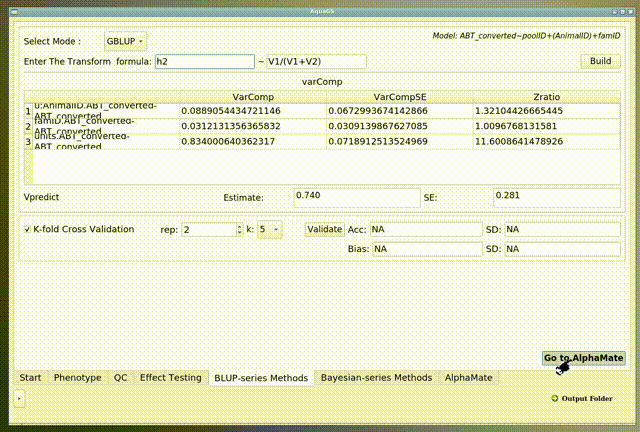 AquaGS
Select Mode : GBLUP Model: ABT_converted~poolID+(AnimalID)+famID
Enter The Transform formula: h2 ~ V1/(V1+V2) Build
varComp
VarComp VarCompSE Zratio
1 u:AnimalID.ABT_converted-ABT_converted 0.0889054434721146 0.0672993674142866 1.32104426665445
2 famID.ABT_converted-ABT_converted 0.0312131356365832 0.0309139867627085 1.0096768131581
3 units.ABT_converted-ABT_converted 0.834000640362317 0.0718912513524969 11.6008641478926
Vpredict Estimate: 0.740 SE: 0.281
K-fold Cross Validation rep: 2 k: 5 Validate Acc: NA SD: NA
Bias: NA SD: NA
Go to AlphaMate
Start Phenotype QC Effect Testing BLUP-series Methods Bayesian-series Methods AlphaMate
Output Folder